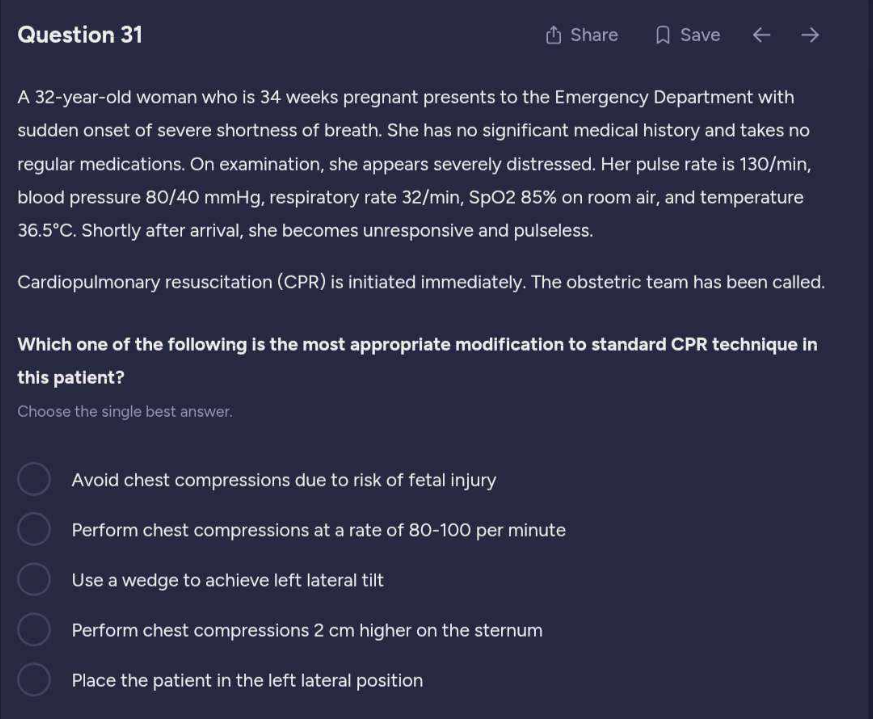 Question 31
Share
Save
A 32-year-old woman who is 34 weeks pregnant presents to the Emergency Department with
sudden onset of severe shortness of breath. She has no significant medical history and takes no
regular medications. On examination, she appears severely distressed. Her pulse rate is 130/min,
blood pressure 80/40 mmHg, respiratory rate 32/min, SpO2 85% on room air, and temperature
36.5°C. Shortly after arrival, she becomes unresponsive and pulseless.
Cardiopulmonary resuscitation (CPR) is initiated immediately. The obstetric team has been called.
Which one of the following is the most appropriate modification to standard CPR technique in
this patient?
Choose the single best answer.
Avoid chest compressions due to risk of fetal injury
Perform chest compressions at a rate of 80-100 per minute
Use a wedge to achieve left lateral tilt
Perform chest compressions 2 cm higher on the sternum
Place the patient in the left lateral position